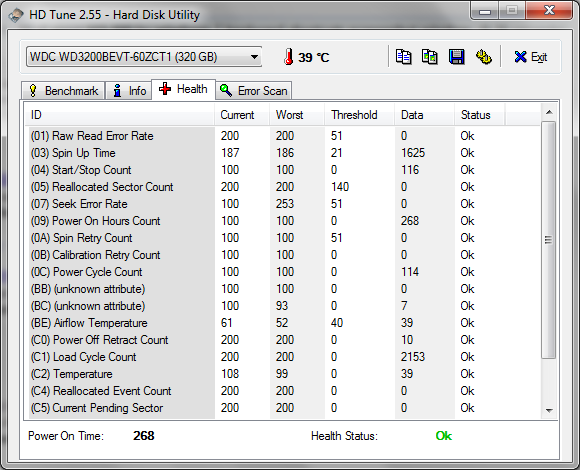 HD Tune 2.55 - Hard Disk Utility
WDC WD3200BEVT-60ZCT1 (320 GB) 39 °C Exit
Benchmark Info Health Error Scan
ID Current Worst Threshold Data Status
(01) Raw Read Error Rate 200 200 51 0 Ok
(03) Spin Up Time 187 186 21 1625 Ok
(04) Start/Stop Count 100 100 0 116 Ok
(05) Reallocated Sector Count 200 200 140 0 Ok
(07) Seek Error Rate 100 253 51 0 Ok
(09) Power On Hours Count 100 100 0 268 Ok
(0A) Spin Retry Count 100 100 51 0 Ok
(0B) Calibration Retry Count 100 100 0 0 Ok
(0C) Power Cycle Count 100 100 0 114 Ok
(BB) (unknown attribute) 100 100 0 0 Ok
(BC) (unknown attribute) 100 93 0 7 Ok
(BE) Airflow Temperature 61 52 40 39 Ok
(C0) Power Off Retract Count 200 200 0 10 Ok
(C1) Load Cycle Count 200 200 0 2153 Ok
(C2) Temperature 108 99 0 39 Ok
(C4) Reallocated Event Count 200 200 0 0 Ok
(C5) Current Pending Sector 200 200 0 0 Ok
Power On Time: 268 Health Status: Ok